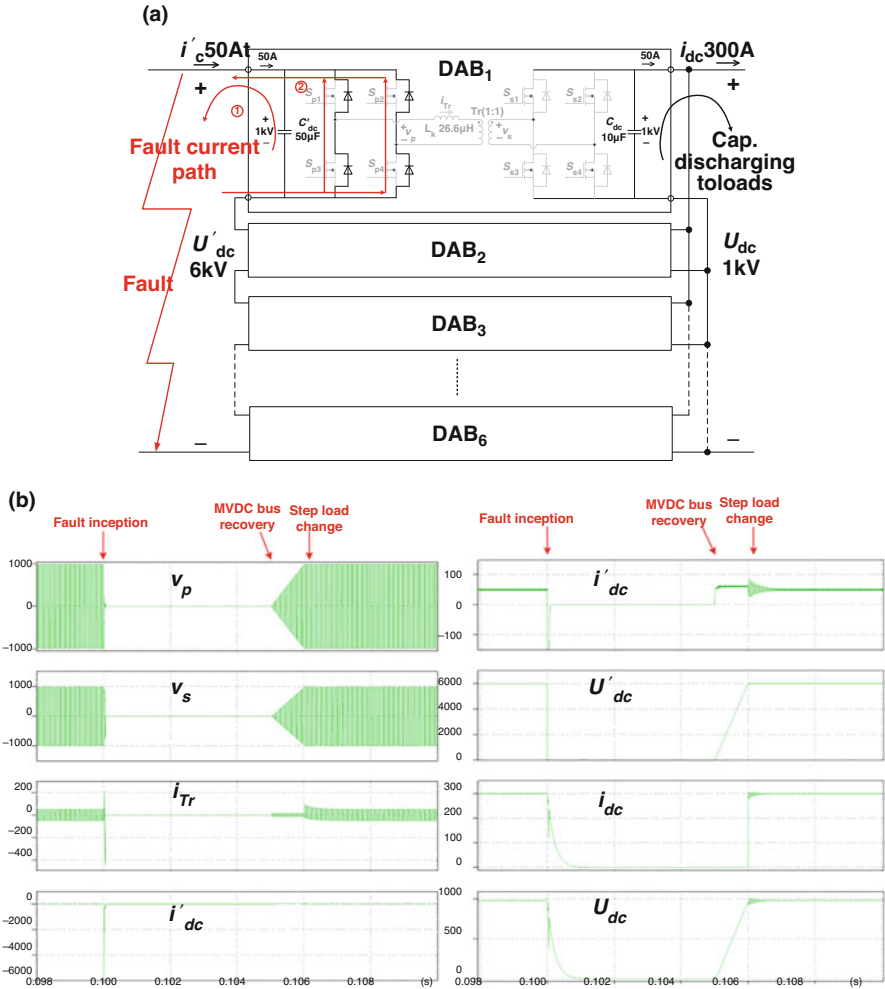 (a)
i′c50At
50A
DAB1
50A
idc300A
+
②
Sp1
Sp2
Ss1
Ss2
+
①
+
1kV
−
C′dc
50μF
iTr
Tr(1:1)
Lk 26.6μH
+
vp
−
+
vs
−
Cdc
10μF
+
1kV
−
Fault current
path
Sp3
Sp4
Ss3
Ss4
Cap.
discharging
toloads
U′dc
6kV
DAB2
Udc
1kV
Fault
DAB3
−
DAB6
−
(b)
Fault inception
MVDC bus
recovery
Step load
change
Fault inception
MVDC bus
recovery
Step load
change
1000
0
−1000
vp
100
0
−100
i′dc
1000
0
−1000
vs
6000
4000
2000
0
U′dc
200
0
−200
−400
iTr
300
200
100
0
idc
0
−2000
−4000
−6000
i′dc
1000
500
0
Udc
0.098 0.100 0.102 0.104 0.106 0.108 (s)
0.098 0.100 0.102 0.104 0.106 0.108 (s)